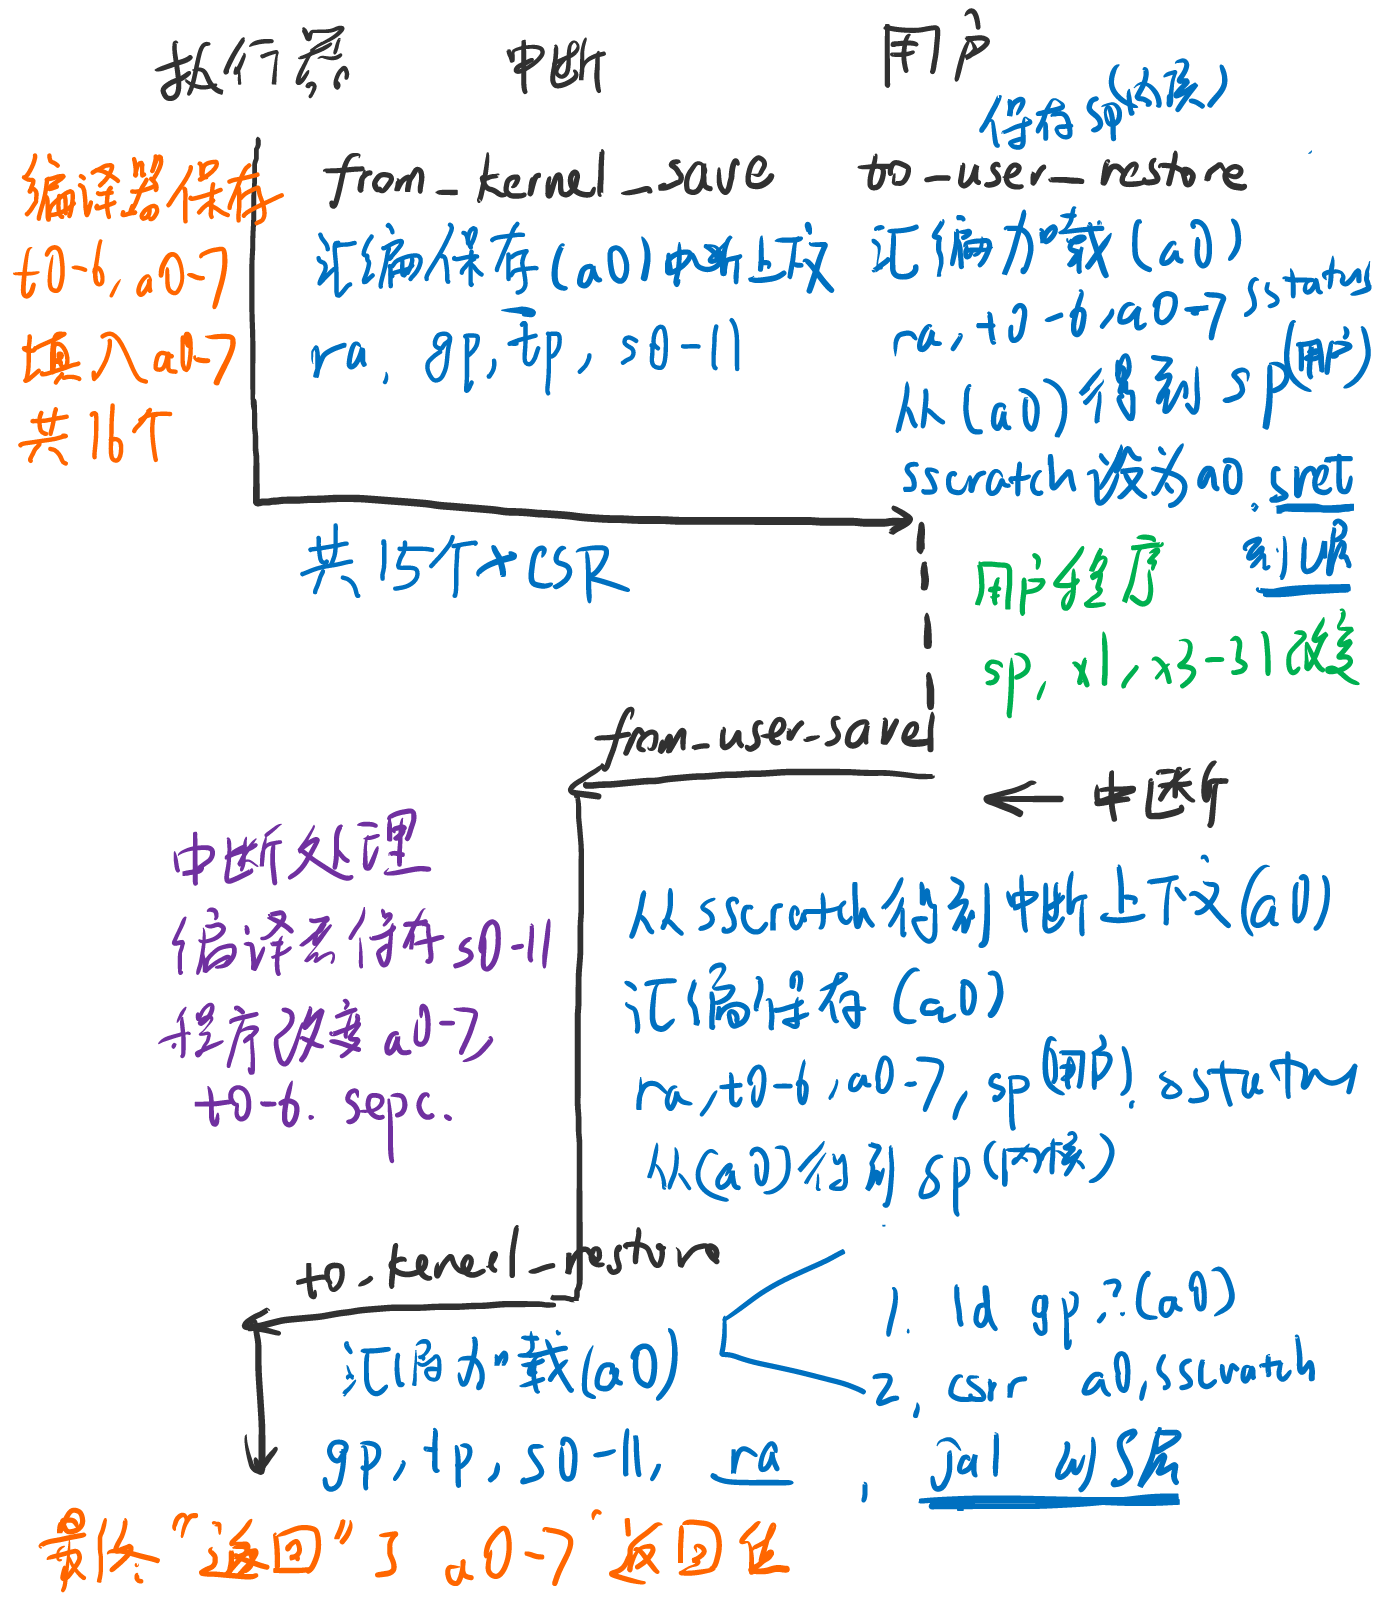 执行器 中断 用户
保存sp(内核)
编译器保存
t0-6, a0-7
填入a0-7
共16个
from_kernel_save
汇编保存(a0)中断上下文
ra, gp, tp, s0-11
to_user_restore
汇编加载(a0)
ra, t0-6, a0-7 sstatus
从(a0)得到sp(用户)
sscratch设为a0, sret
到U层
共15个+CSR
用户程序
sp, x1, x3-31改变
from_user_save
← 中断
中断处理
编译器保存s0-11
程序改变a0-7,
t0-6. sepc.
从sscratch得到中断上下文(a0)
汇编保存(a0)
ra, t0-6, a0-7, sp(用户), sstatus
从(a0)得到sp(内核)
to_kernel_restore
汇编加载(a0)
gp, tp, s0-11, ra, jal 到S层
1. ld gp, ?(a0)
2, csrr a0, sscratch
最终“返回”了a0-7返回值